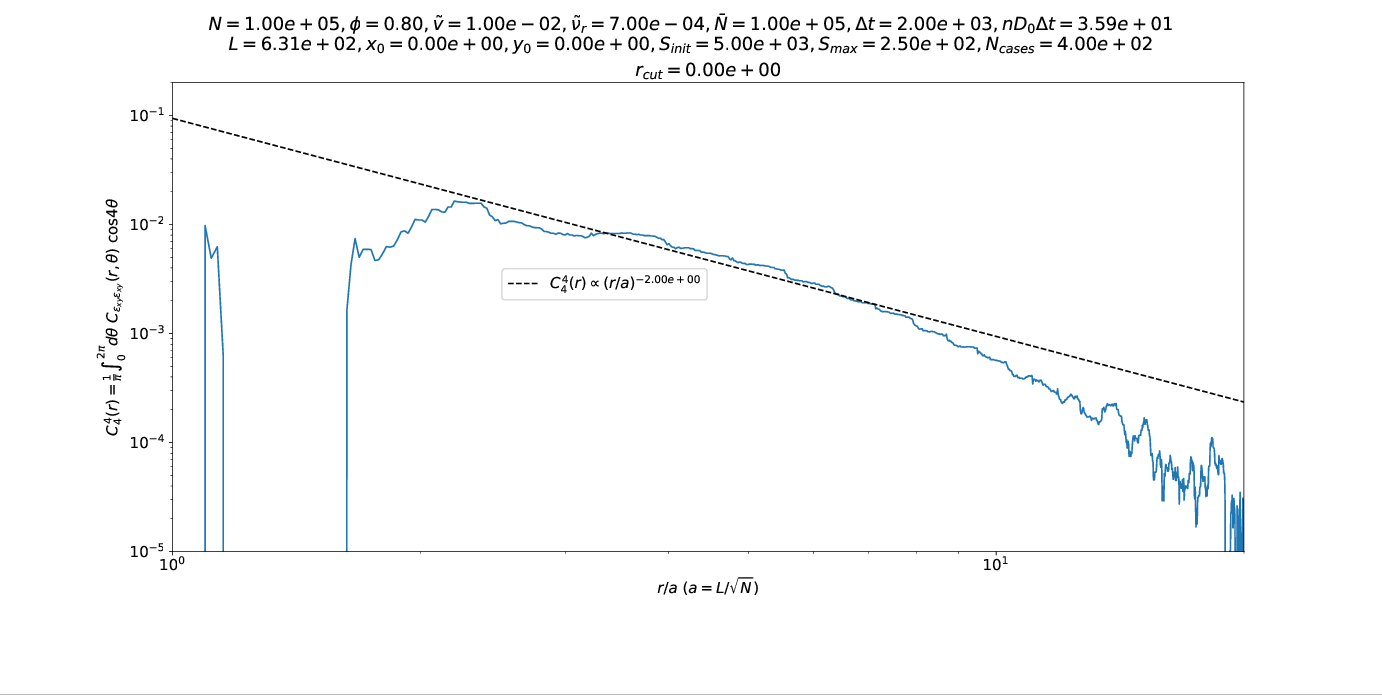 N = 1.00e + 05, ϕ = 0.80, ṽ = 1.00e − 02, ν̃_r = 7.00e − 04, N̄ = 1.00e + 05, Δt = 2.00e + 03, nD_0Δt = 3.59e + 01
L = 6.31e + 02, x_0 = 0.00e + 00, y_0 = 0.00e + 00, S_init = 5.00e + 03, S_max = 2.50e + 02, N_cases = 4.00e + 02
r_cut = 0.00e + 00
10^−1
10^−2
10^−3
10^−4
10^−5
C_4^4(r) = 1/π ∫_0^2π dθ C_ε_xyε_xy(r, θ) cos4θ
C_4^4(r) ∝ (r/a)^−2.00e + 00
10^0
10^1
r/a (a = L/√N)